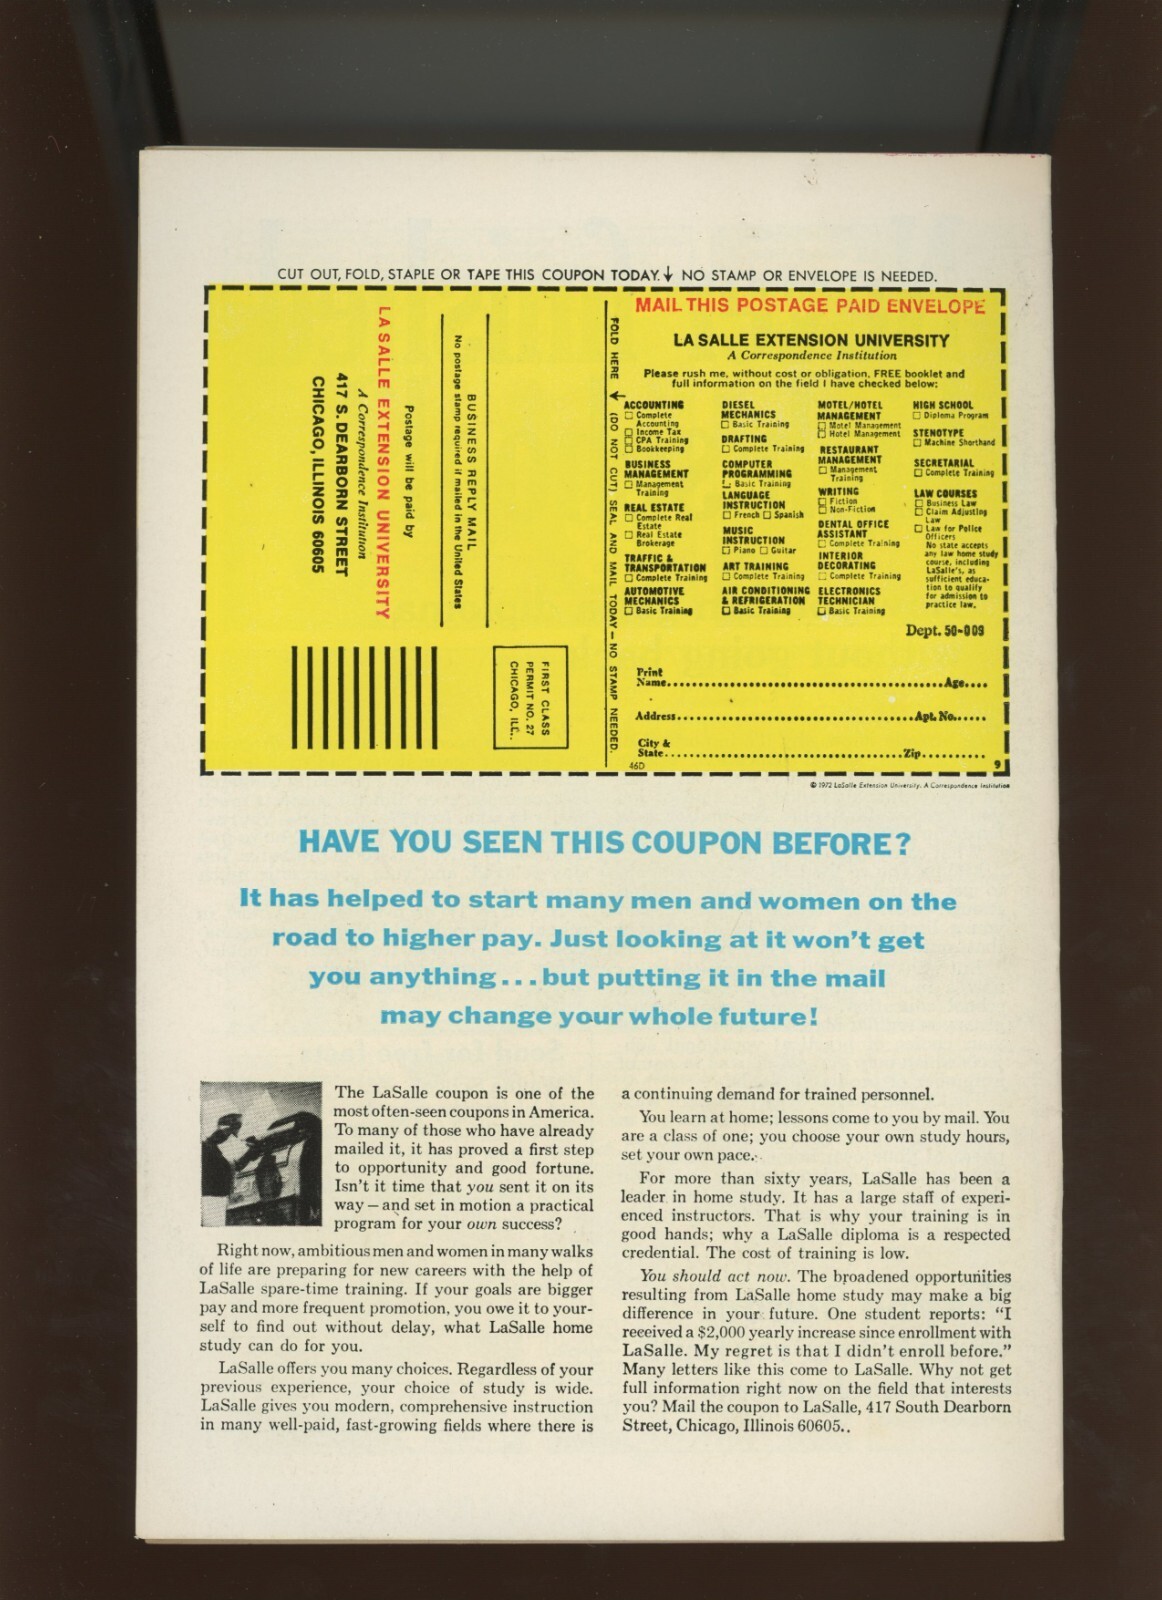 CUT OUT, FOLD, STAPLE OR TAPE THIS COUPON TODAY. ↓ NO STAMP OR ENVELOPE IS NEEDED.
FIRST CLASS
PERMIT NO. 27
CHICAGO, ILL..
BUSINESS REPLY MAIL
No postage stamp required if mailed in the United States
Postage will be paid by
LA SALLE EXTENSION UNIVERSITY
A Correspondence Institution
417 S. DEARBORN STREET
CHICAGO, ILLINOIS 60605
FOLD HERE ↓ (DO NOT CUT) SEAL AND MAIL TODAY — NO STAMP NEEDED.
MAIL THIS POSTAGE PAID ENVELOPE
LA SALLE EXTENSION UNIVERSITY
A Correspondence Institution
Please rush me, without cost or obligation, FREE booklet and
full information on the field I have checked below:
ACCOUNTING
☐ Complete
Accounting
☐ Income Tax
☐ CPA Training
☐ Bookkeeping
BUSINESS
MANAGEMENT
☐ Management
Training
REAL ESTATE
☐ Complete Real
Estate
☐ Real Estate
Brokerage
TRAFFIC &
TRANSPORTATION
☐ Complete Training
AUTOMOTIVE
MECHANICS
☐ Basic Training
DIESEL
MECHANICS
☐ Basic Training
DRAFTING
☐ Complete Training
COMPUTER
PROGRAMMING
☐ Basic Training
LANGUAGE
INSTRUCTION
☐ French ☐ Spanish
MUSIC
INSTRUCTION
☐ Piano ☐ Guitar
ART TRAINING
☐ Complete Training
AIR CONDITIONING
& REFRIGERATION
☐ Basic Training
MOTEL/HOTEL
MANAGEMENT
☐ Motel Management
☐ Hotel Management
RESTAURANT
MANAGEMENT
☐ Management
Training
WRITING
☐ Fiction
☐ Non-Fiction
DENTAL OFFICE
ASSISTANT
☐ Complete Training
INTERIOR
DECORATING
☐ Complete Training
ELECTRONICS
TECHNICIAN
☐ Basic Training
HIGH SCHOOL
☐ Diploma Program
STENOTYPE
☐ Machine Shorthand
SECRETARIAL
☐ Complete Training
LAW COURSES
☐ Business Law
☐ Claim Adjusting
Law
☐ Law for Police
Officers
No state accepts
any law home study
course, including
LaSalle's, as
sufficient educa-
tion to qualify
for admission to
practice law.
Dept. 50-009
Print
Name..........Age....
Address..........Apt. No......
City &
State..........Zip..........
46D 9
© 1972 LaSalle Extension University, A Correspondence Institution
HAVE YOU SEEN THIS COUPON BEFORE?
It has helped to start many men and women on the
road to higher pay. Just looking at it won't get
you anything...but putting it in the mail
may change your whole future!
The LaSalle coupon is one of the
most often-seen coupons in America.
To many of those who have already
mailed it, it has proved a first step
to opportunity and good fortune.
Isn't it time that you sent it on its
way — and set in motion a practical
program for your own success?
Right now, ambitious men and women in many walks
of life are preparing for new careers with the help of
LaSalle spare-time training. If your goals are bigger
pay and more frequent promotion, you owe it to your-
self to find out without delay, what LaSalle home
study can do for you.
LaSalle offers you many choices. Regardless of your
previous experience, your choice of study is wide.
LaSalle gives you modern, comprehensive instruction
in many well-paid, fast-growing fields where there is
a continuing demand for trained personnel.
You learn at home; lessons come to you by mail. You
are a class of one; you choose your own study hours,
set your own pace.
For more than sixty years, LaSalle has been a
leader in home study. It has a large staff of experi-
enced instructors. That is why your training is in
good hands; why a LaSalle diploma is a respected
credential. The cost of training is low.
You should act now. The broadened opportunities
resulting from LaSalle home study may make a big
difference in your future. One student reports: "I
received a $2,000 yearly increase since enrollment with
LaSalle. My regret is that I didn't enroll before."
Many letters like this come to LaSalle. Why not get
full information right now on the field that interests
you? Mail the coupon to LaSalle, 417 South Dearborn
Street, Chicago, Illinois 60605..